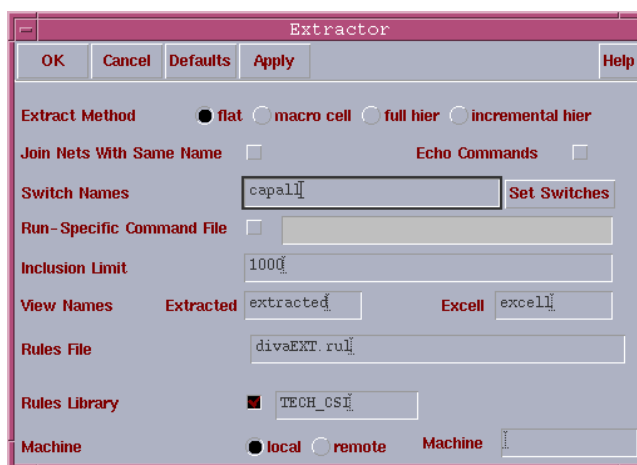 Extractor
OK Cancel Defaults Apply Help
Extract Method flat macro cell full hier incremental hier
Join Nets With Same Name Echo Commands
Switch Names capall Set Switches
Run-Specific Command File
Inclusion Limit 1000
View Names Extracted extracted Excell excell
Rules File divaEXT.rul
Rules Library TECH_CSI
Machine local remote Machine